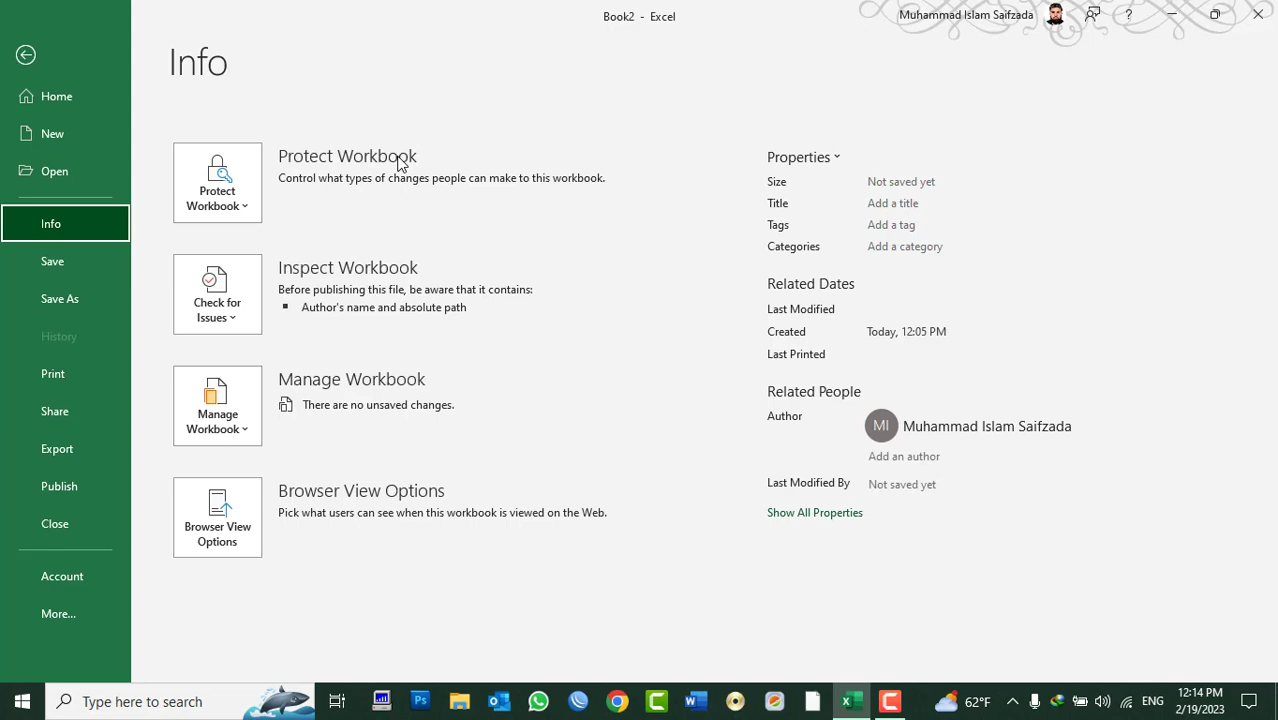 Book2 - Excel
Muhammad Islam Saifzada
?
Info
Home
New
Open
Info
Save
Save As
History
Print
Share
Export
Publish
Close
Account
More...
Protect
Workbook
Protect Workbook
Control what types of changes people can make to this workbook.
Check for
Issues
Inspect Workbook
Before publishing this file, be aware that it contains:
Author's name and absolute path
Manage
Workbook
Manage Workbook
There are no unsaved changes.
Browser View
Options
Browser View Options
Pick what users can see when this workbook is viewed on the Web.
Properties
Size Not saved yet
Title Add a title
Tags Add a tag
Categories Add a category
Related Dates
Last Modified
Created Today, 12:05 PM
Last Printed
Related People
Author
MI Muhammad Islam Saifzada
Add an author
Last Modified By Not saved yet
Show All Properties
Type here to search
Ps
62°F
ENG
12:14 PM
2/19/2023